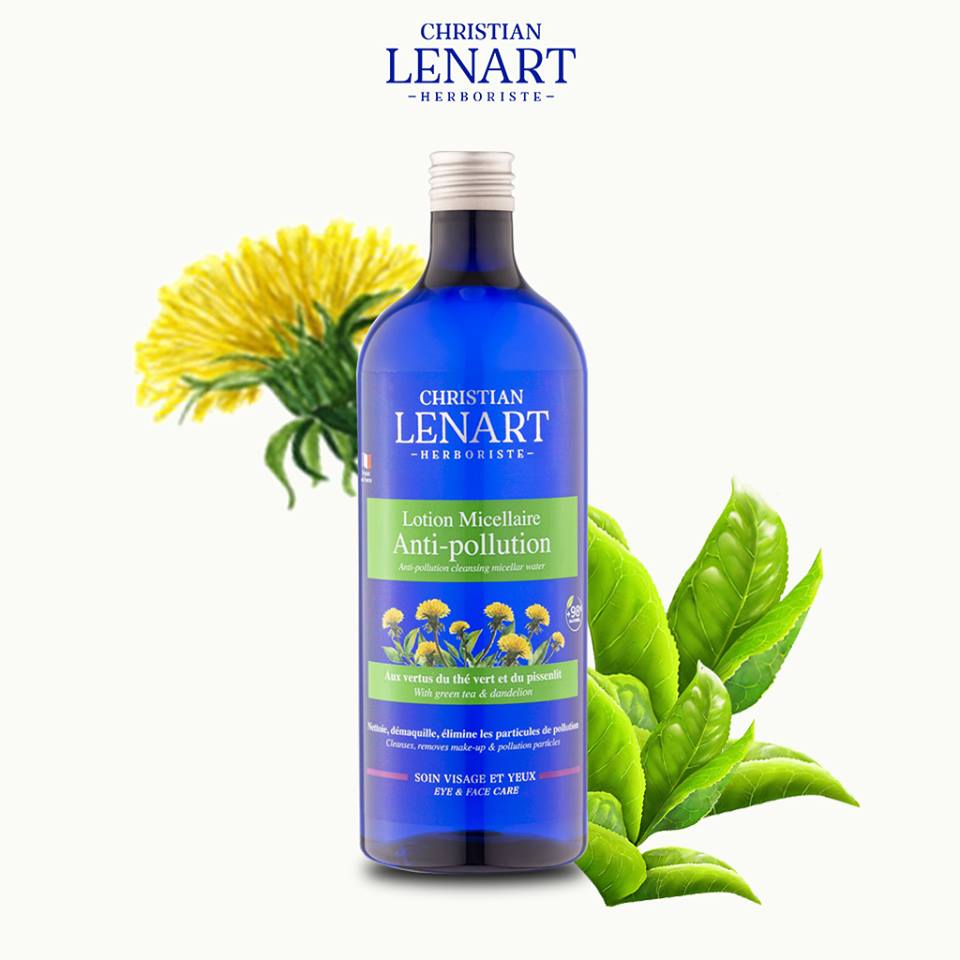 CHRISTIAN
LENART
-HERBORISTE-
CHRISTIAN
LENART
-HERBORISTE-
Lotion Micellaire
Anti-pollution
Anti-pollution cleansing micellar water
+98%
Aux vertus du thé vert et du pissenlit
With green tea & dandelion
Nettoie, démaquille, élimine les particules de pollution
Cleanses, removes make-up & pollution particles
SOIN VISAGE ET YEUX
EYE & FACE CARE